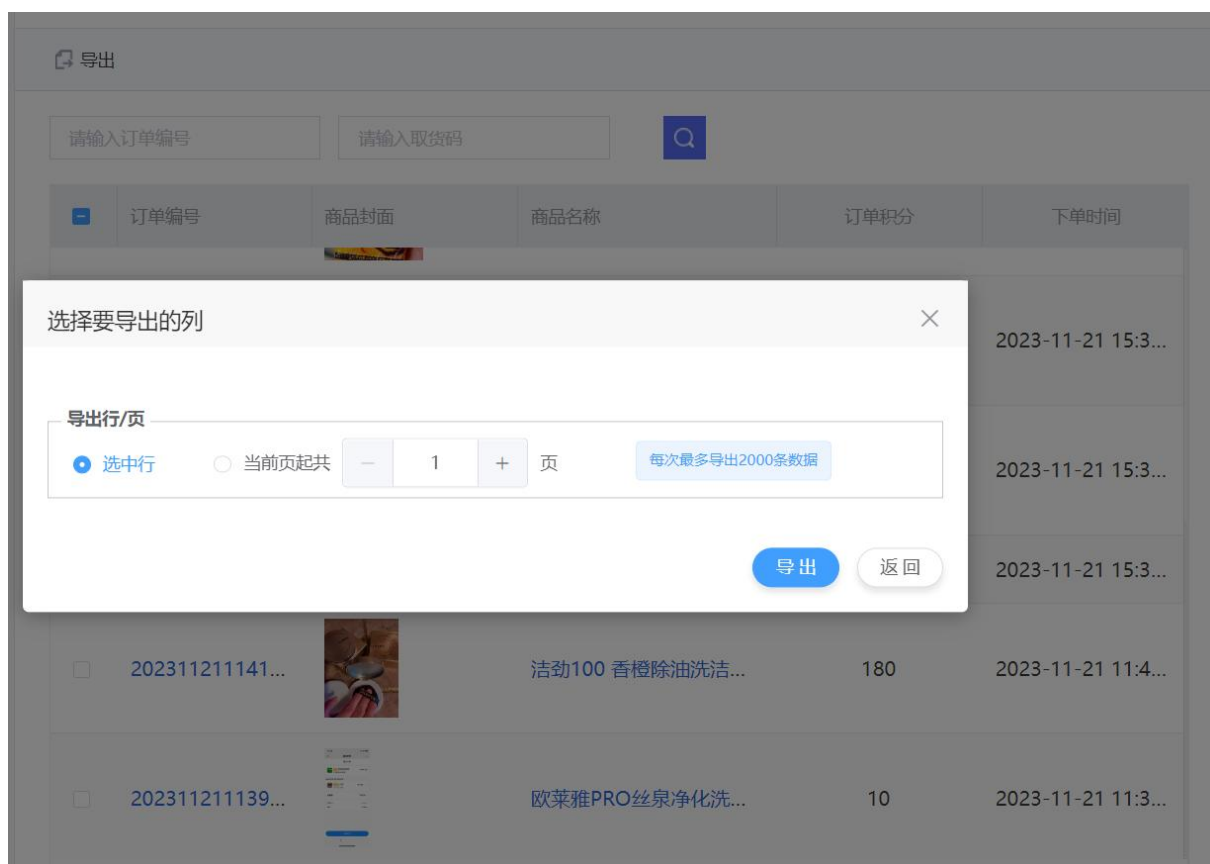 导出
请输入订单编号 请输入取货码
订单编号 商品封面 商品名称 订单积分 下单时间
选择要导出的列
2023-11-21 15:3...
导出行/页
选中行 当前页起共 1 页 每次最多导出2000条数据
2023-11-21 15:3...
导出 返回
2023-11-21 15:3...
202311211141... 洁劲100 香橙除油洗洁... 180 2023-11-21 11:4...
202311211139... 欧莱雅PRO丝泉净化洗... 10 2023-11-21 11:3...